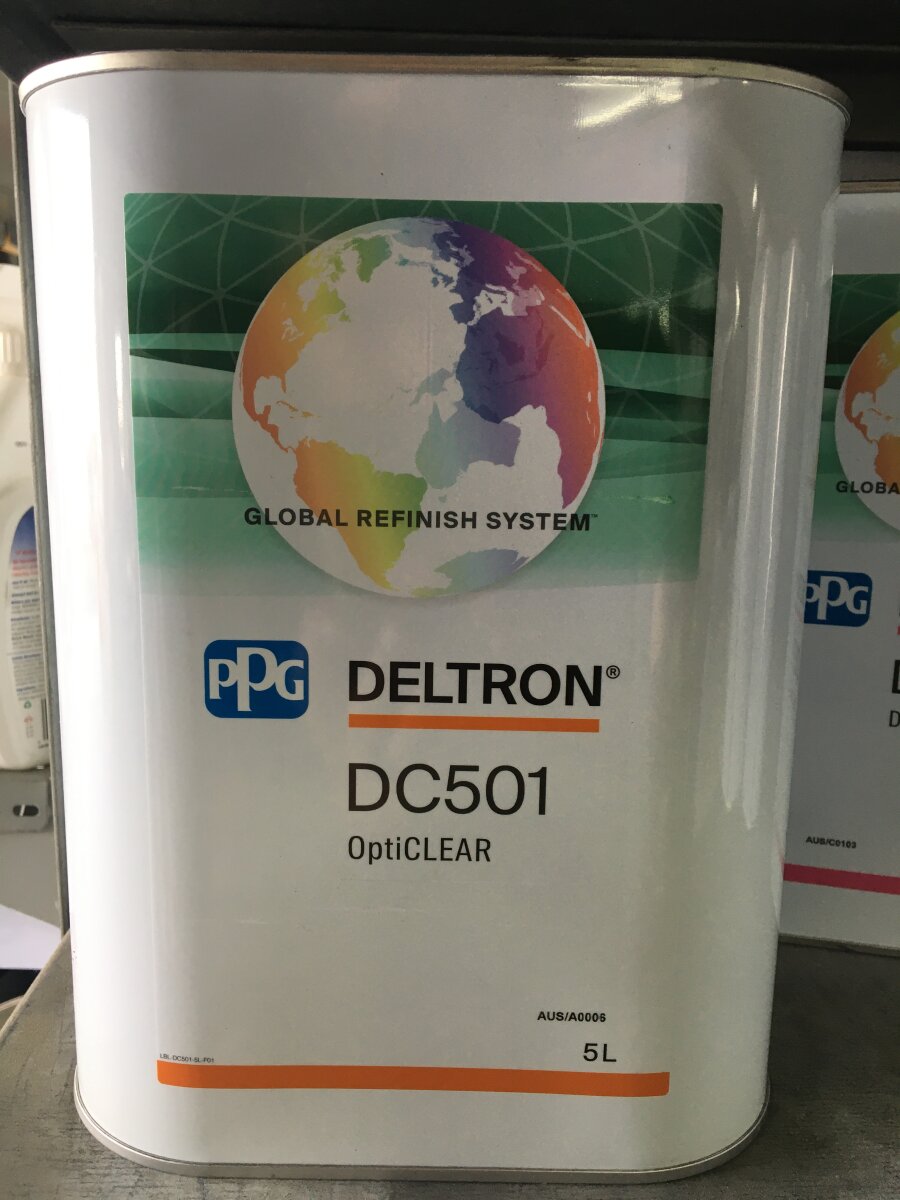 GLOBAL REFINISH SYSTEM™
PPG DELTRON®
DC501
OptiCLEAR
AUS/A0006
5L
LBL-DC501-5L-F01
GLOBA
PPG
AUS/C0103